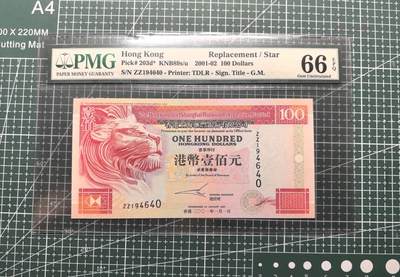 A4
00 X 220MM
utting Mat
PMG
PAPER MONEY GUARANTY
Hong Kong Replacement / Star
Pick# 203d* KNB89s/u 2001-02 100 Dollars
S/N ZZ194640 - Printer: TDLR - Sign. Title - G.M.
66 EPQ
Gem Uncirculated
100
ONE HUNDRED
HONGKONG DOLLARS
港幣壹佰元
ZZ194640
ZZ194640